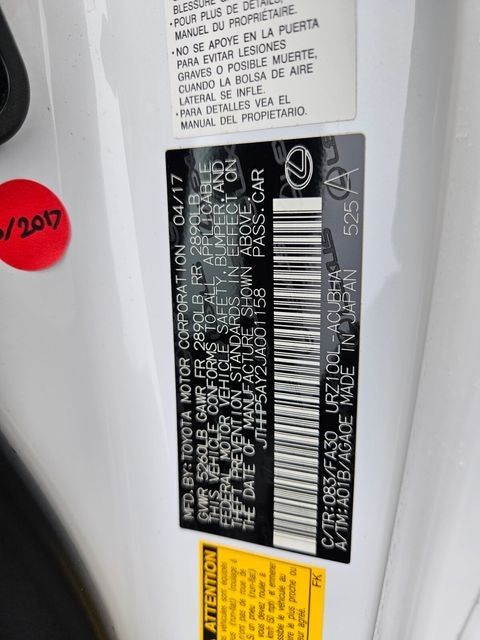 BLESSURE G
• POUR PLUS DE DETAILS,
MANUEL DU PROPRIÉTAIRE.
• NO SE APOYE EN LA PUERTA
PARA EVITAR LESIONES
GRAVES O POSIBLE MUERTE,
CUANDO LA BOLSA DE AIRE
LATERAL SE INFLE.
• PARA DETALLES VEA EL
MANUAL DEL PROPIETARIO.
/2017
MFD. BY: TOYOTA MOTOR CORPORATION 04/17
GVWR 5260LB GAWR FR 2890LB RR 2890LB
THIS VEHICLE CONFORMS TO ALL APPLICABLE
FEDERAL MOTOR VEHICLE SAFETY, BUMPER, AND
THEFT PREVENTION STANDARDS IN EFFECT ON
THE DATE OF MANUFACTURE SHOWN ABOVE.
JTHHP5AY2JA001158 PASS. CAR
C/TR: 083/FA30 URZ100L-ACUBHA
A/TM: A01B/AGA0E MADE IN JAPAN 525 A
ATTENTION
FK